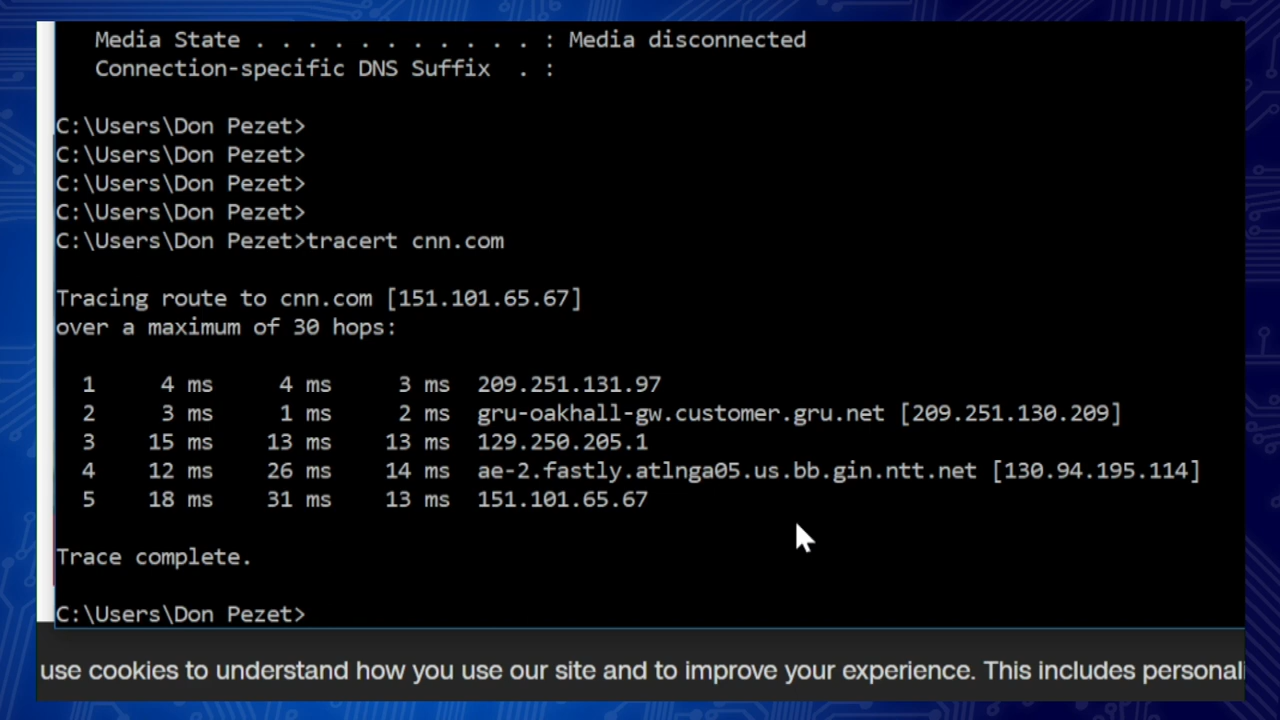 Media State . . . . . . . . . . . : Media disconnected
Connection-specific DNS Suffix  . :
C:\Users\Don Pezet>
C:\Users\Don Pezet>
C:\Users\Don Pezet>
C:\Users\Don Pezet>
C:\Users\Don Pezet>tracert cnn.com
Tracing route to cnn.com [151.101.65.67]
over a maximum of 30 hops:
1     4 ms     4 ms     3 ms  209.251.131.97
2     3 ms     1 ms     2 ms  gru-oakhall-gw.customer.gru.net [209.251.130.209]
3    15 ms    13 ms    13 ms  129.250.205.1
4    12 ms    26 ms    14 ms  ae-2.fastly.atlnga05.us.bb.gin.ntt.net [130.94.195.114]
5    18 ms    31 ms    13 ms  151.101.65.67
Trace complete.
C:\Users\Don Pezet>
use cookies to understand how you use our site and to improve your experience. This includes personali